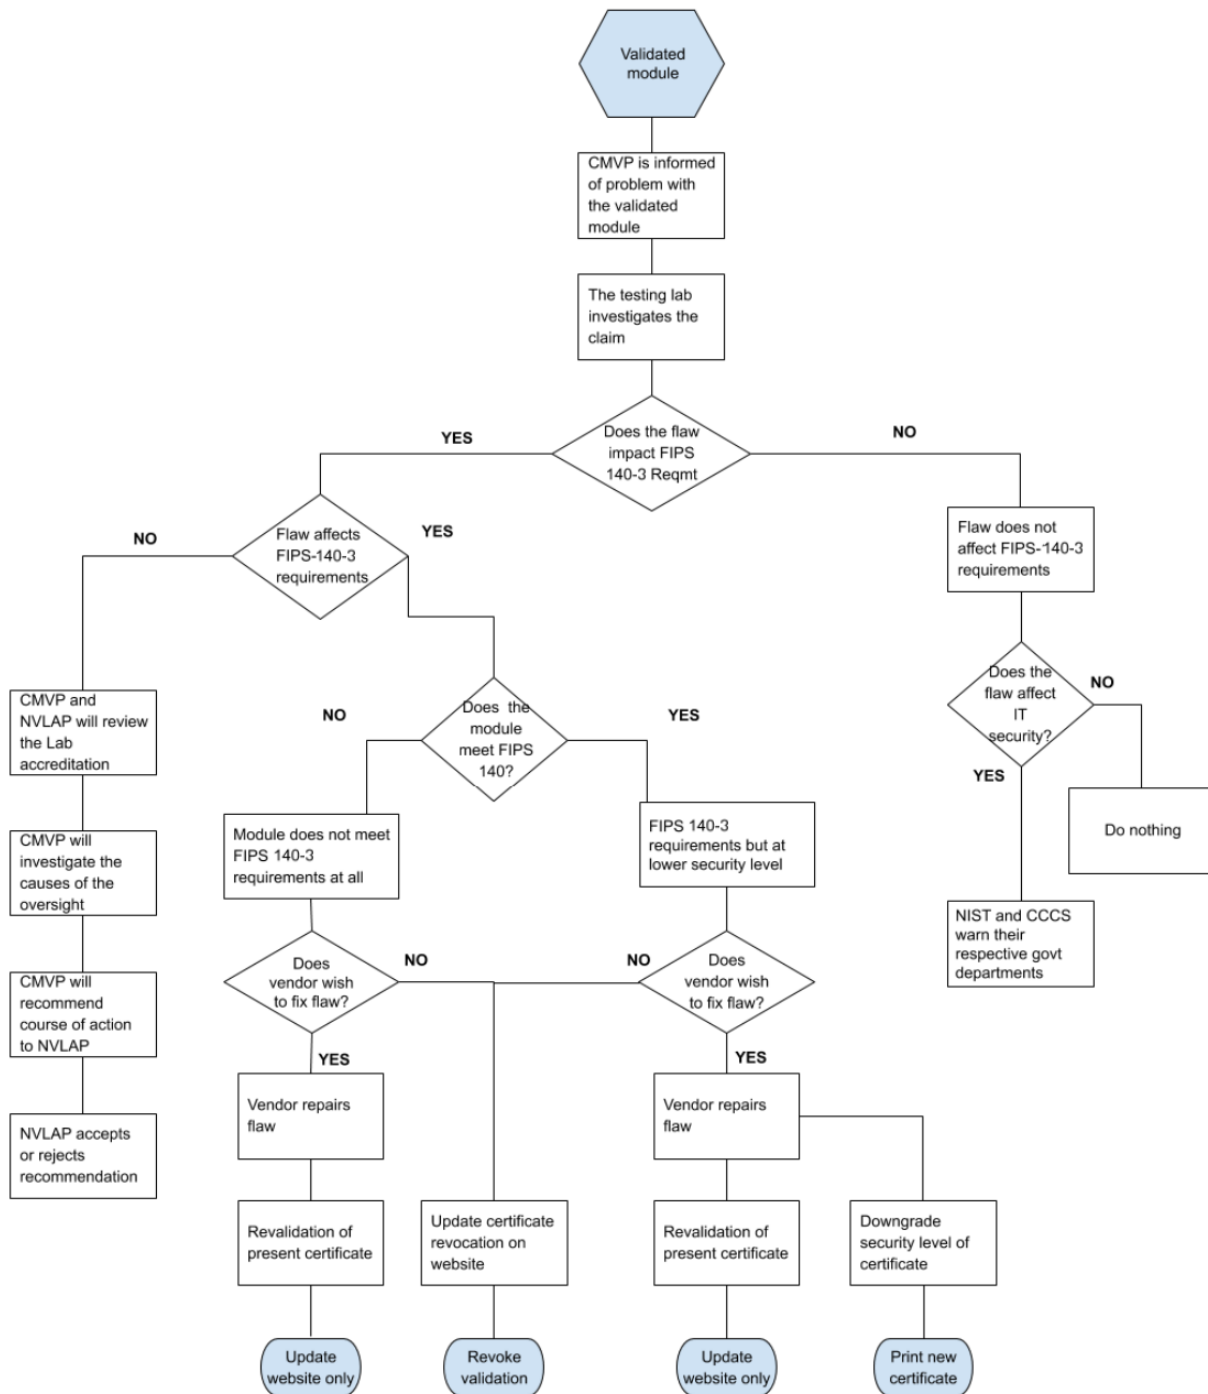 Validated
module
CMVP is informed
of problem with
the validated
module
The testing lab
investigates the
claim
Does the flaw
impact FIPS
140-3 Reqmt
YES
NO
Flaw affects
FIPS-140-3
requirements
NO
YES
Flaw does not
affect FIPS-140-3
requirements
Does the
flaw affect
IT
security?
NO
YES
Do nothing
NIST and CCCS
warn their
respective govt
departments
CMVP and
NVLAP will review
the Lab
accreditation
CMVP will
investigate the
causes of the
oversight
CMVP will
recommend
course of action
to NVLAP
NVLAP accepts
or rejects
recommendation
Does the
module
meet FIPS
140?
NO
YES
Module does not meet
FIPS 140-3
requirements at all
FIPS 140-3
requirements but at
lower security level
Does
vendor wish
to fix flaw?
NO
YES
Does
vendor wish
to fix flaw?
NO
YES
Vendor repairs
flaw
Vendor repairs
flaw
Revalidation of
present certificate
Update certificate
revocation on
website
Revalidation of
present certificate
Downgrade
security level of
certificate
Update
website only
Revoke
validation
Update
website only
Print new
certificate